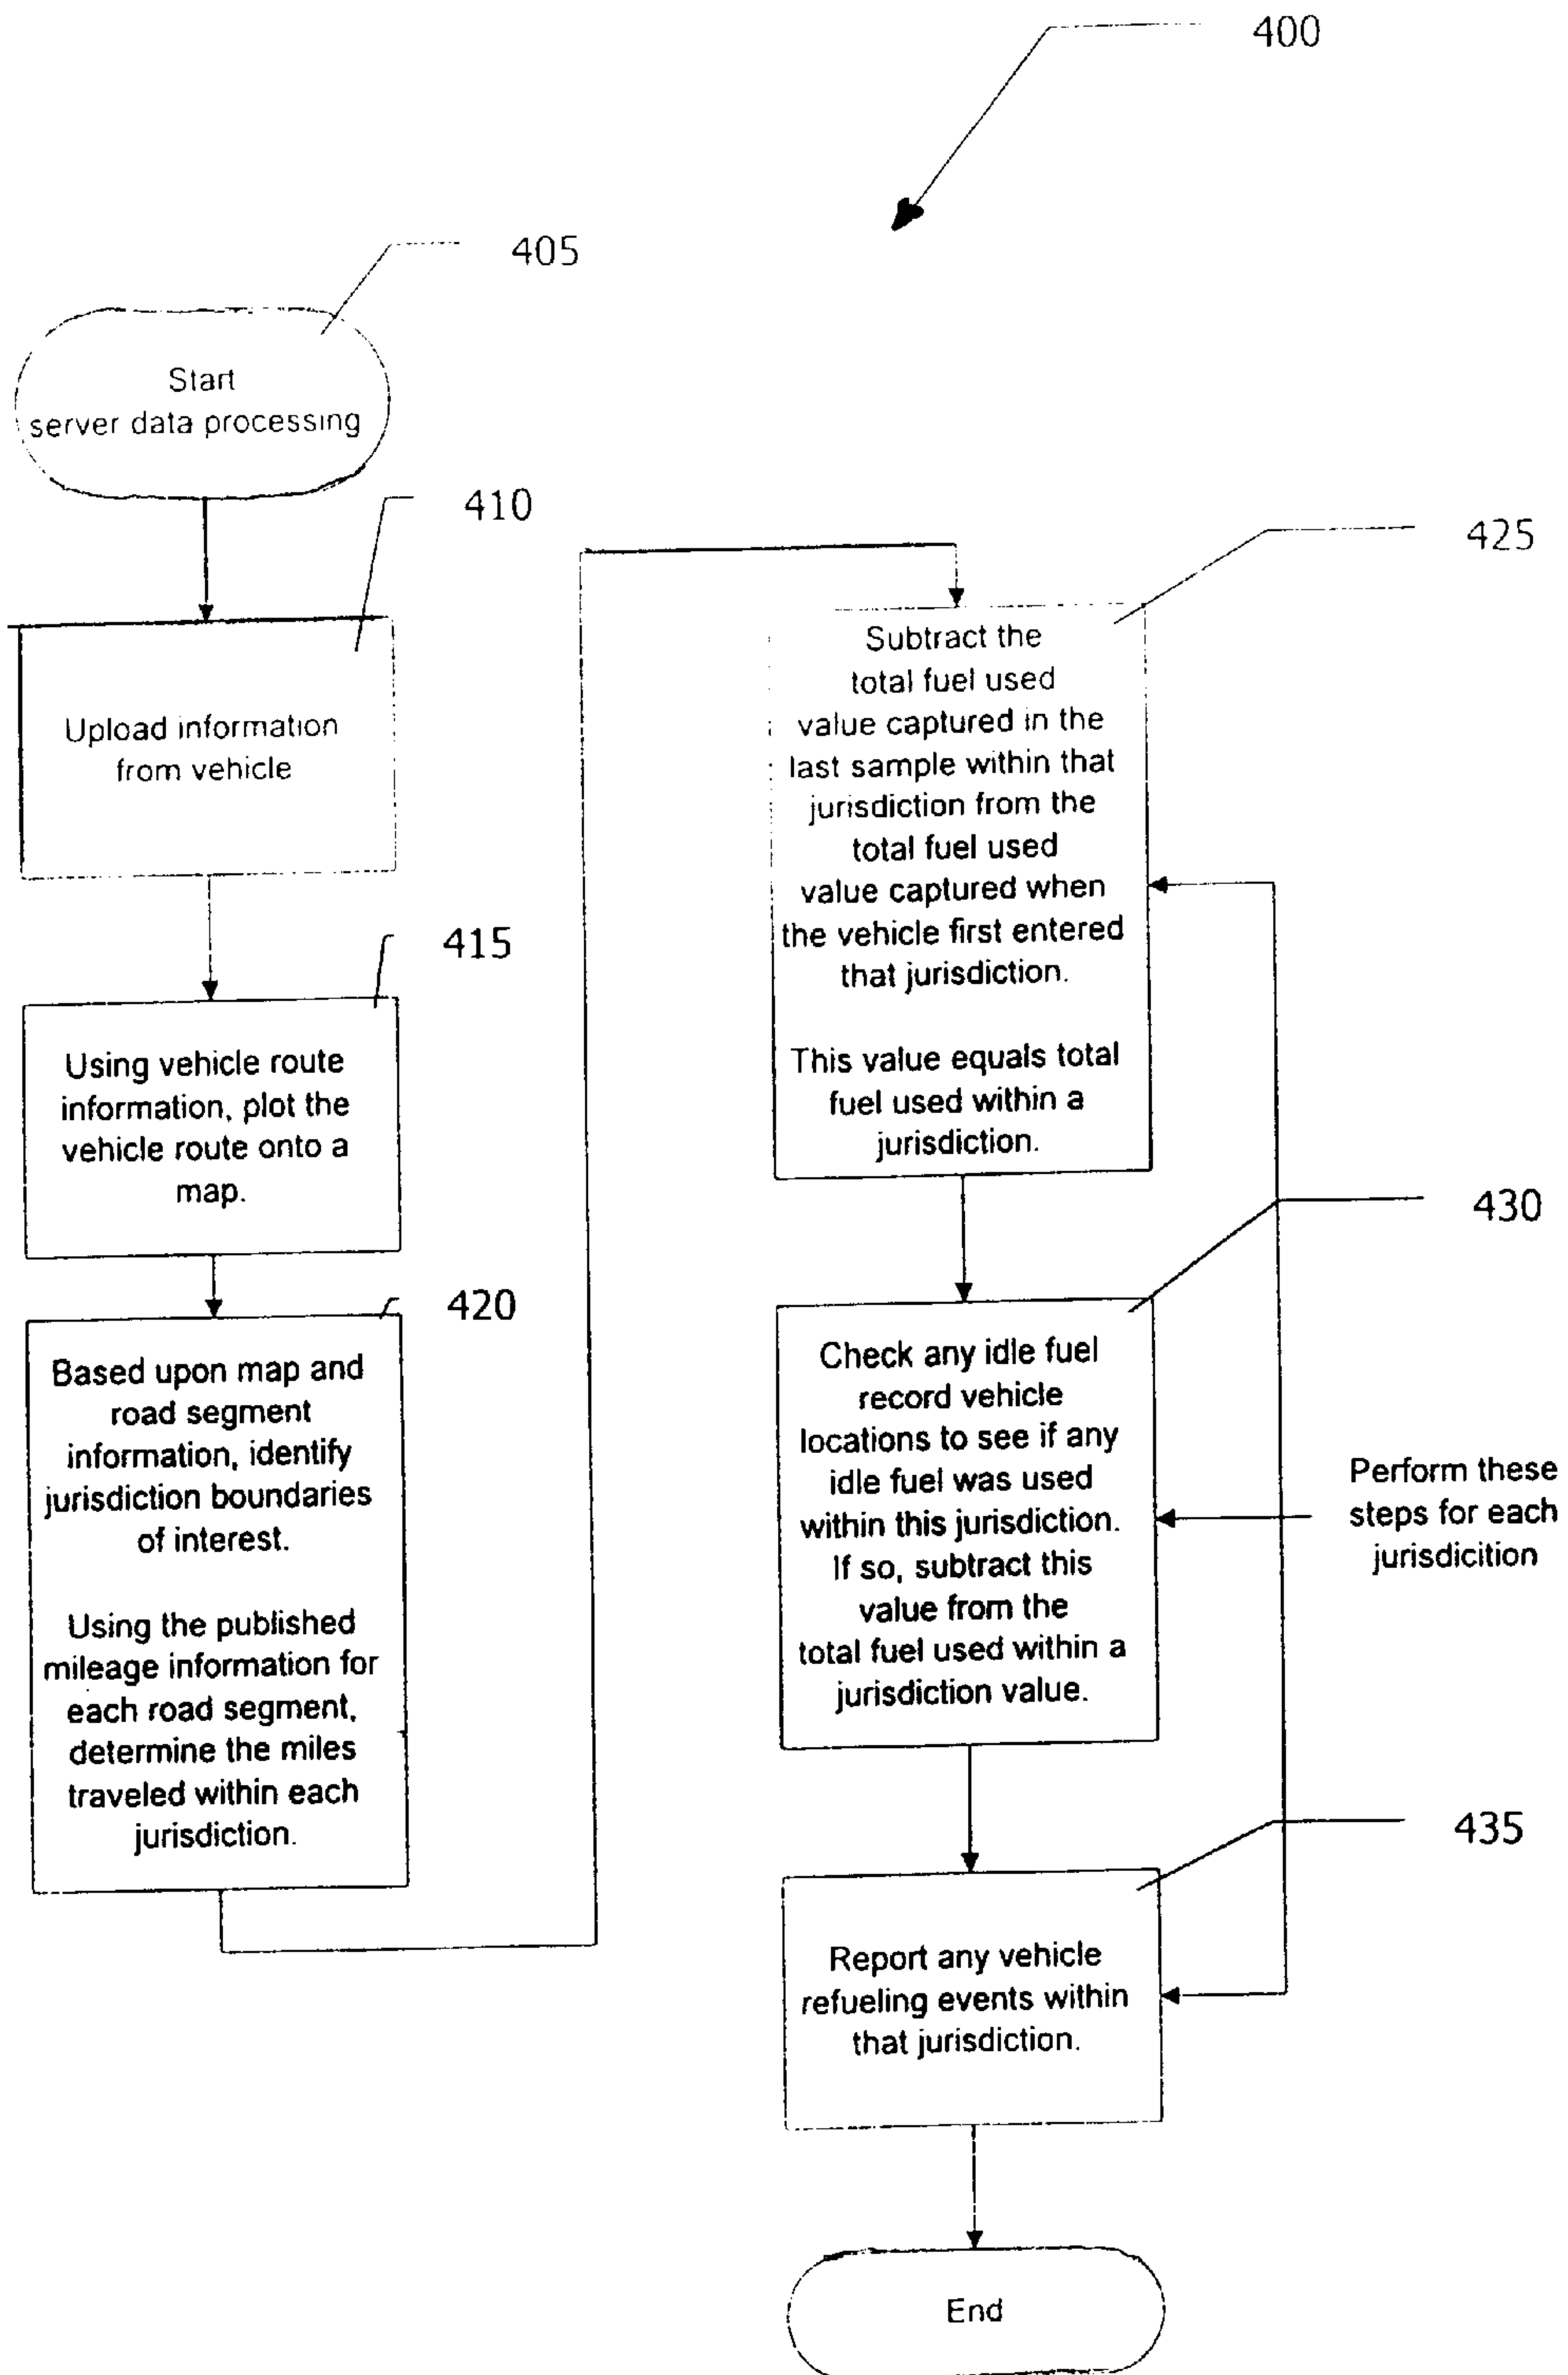 400
405
Start
server data processing
410
Upload information
from vehicle
415
Using vehicle route
information, plot the
vehicle route onto a
map.
420
Based upon map and
road segment
information, identify
jurisdiction boundaries
of interest.
Using the published
mileage information for
each road segment,
determine the miles
traveled within each
jurisdiction.
425
Subtract the
total fuel used
value captured in the
last sample within that
jurisdiction from the
total fuel used
value captured when
the vehicle first entered
that jurisdiction.
This value equals total
fuel used within a
jurisdiction.
430
Check any idle fuel
record vehicle
locations to see if any
idle fuel was used
within this jurisdiction.
If so, subtract this
value from the
total fuel used within a
jurisdiction value.
Perform these
steps for each
jurisdicition
435
Report any vehicle
refueling events within
that jurisdiction.
End